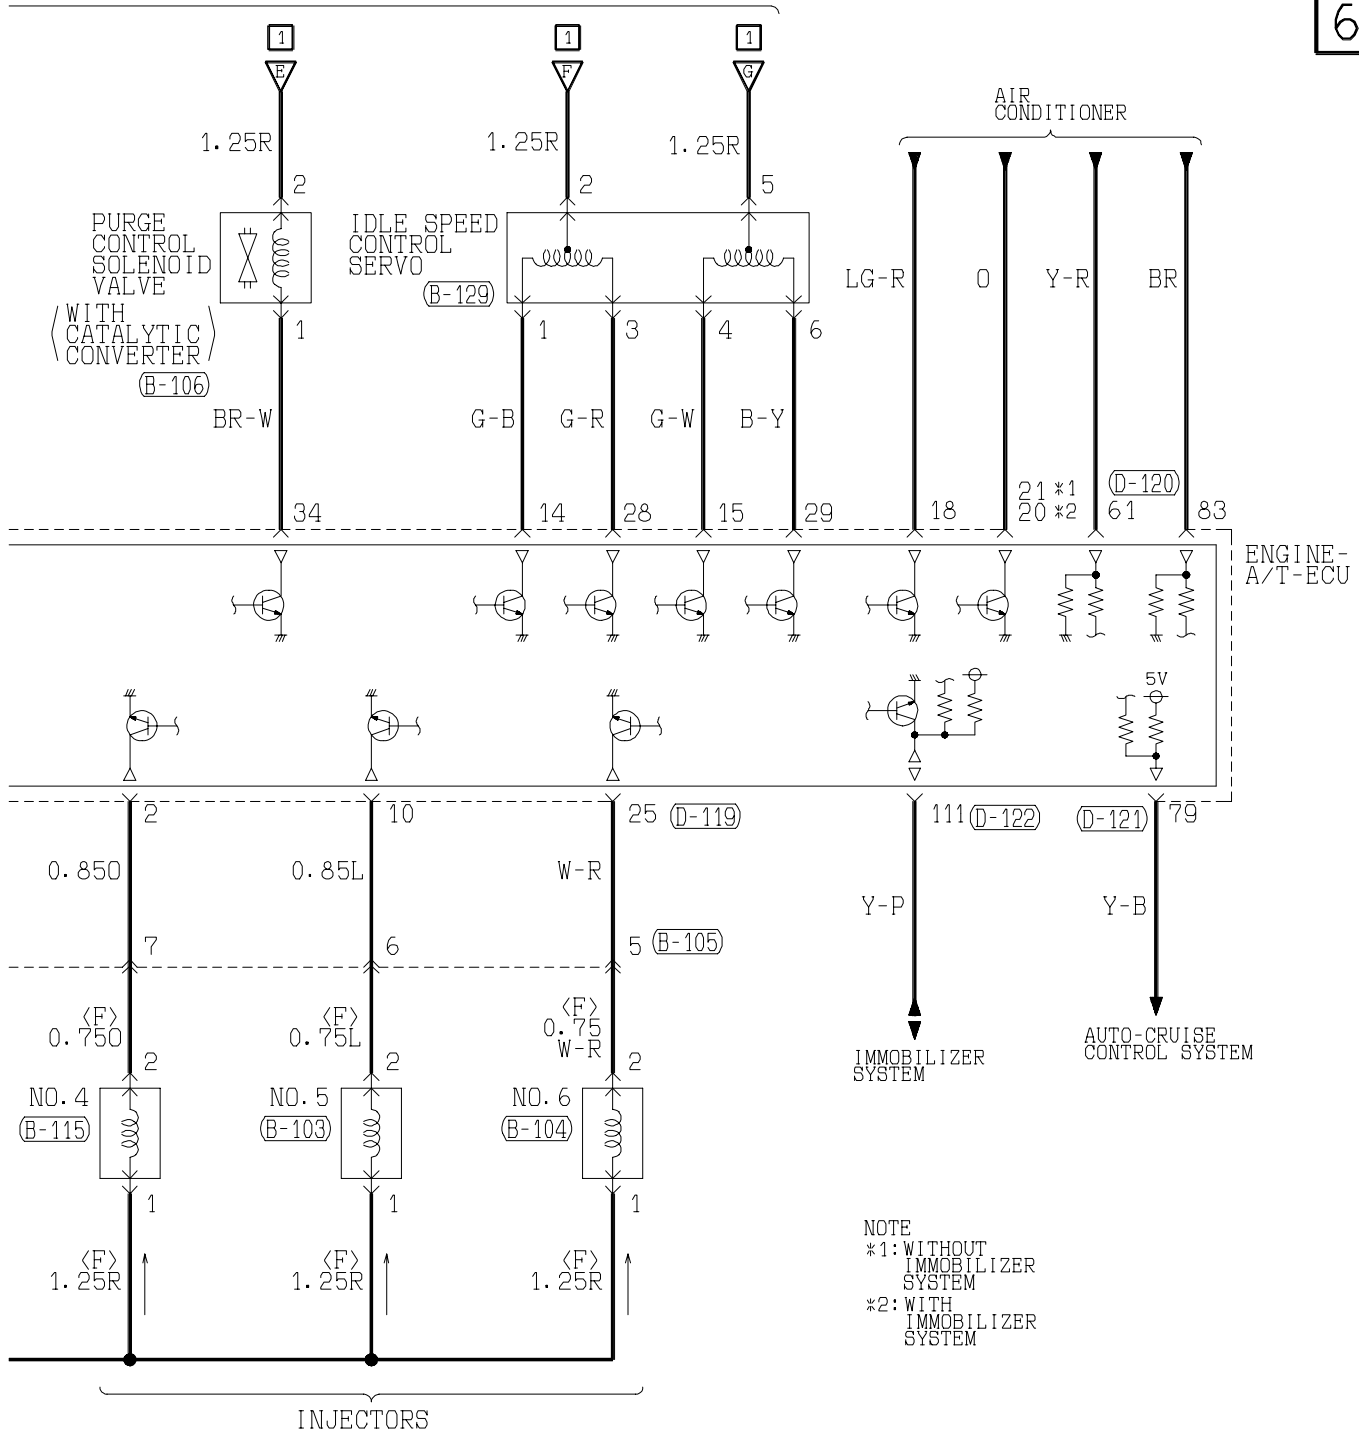 6
1
1
1
E
F
G
AIR
CONDITIONER
1.25R
1.25R
1.25R
2
2
5
PURGE
CONTROL
SOLENOID
VALVE
WITH
CATALYTIC
CONVERTER
(B-106)
IDLE SPEED
CONTROL
SERVO
(B-129)
LG-R
O
Y-R
BR
1
1
3
4
6
BR-W
G-B
G-R
G-W
B-Y
34
14
28
15
29
18
21 *1
20 *2
61
(D-120)
83
ENGINE-
A/T-ECU
5V
2
10
25
(D-119)
111
(D-122)
(D-121)
79
0.85O
0.85L
W-R
Y-P
Y-B
7
6
5
(B-105)
<F>
0.75O
<F>
0.75L
<F>
0.75
W-R
2
2
2
IMMOBILIZER
SYSTEM
AUTO-CRUISE
CONTROL SYSTEM
NO.4
(B-115)
NO.5
(B-103)
NO.6
(B-104)
1
1
1
<F>
1.25R
<F>
1.25R
<F>
1.25R
NOTE
*1:WITHOUT
IMMOBILIZER
SYSTEM
*2:WITH
IMMOBILIZER
SYSTEM
INJECTORS